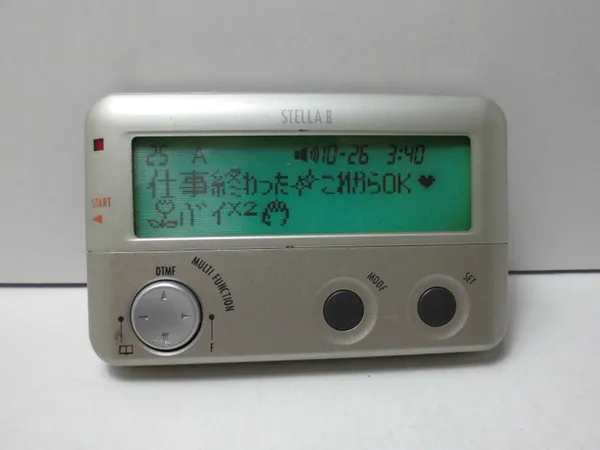 STELLA II
25 A 10-26 3:40
仕事終わった これからOK ♥
バイ×2
START
DTMF
MULTI FUNCTION
MODE
SET
F